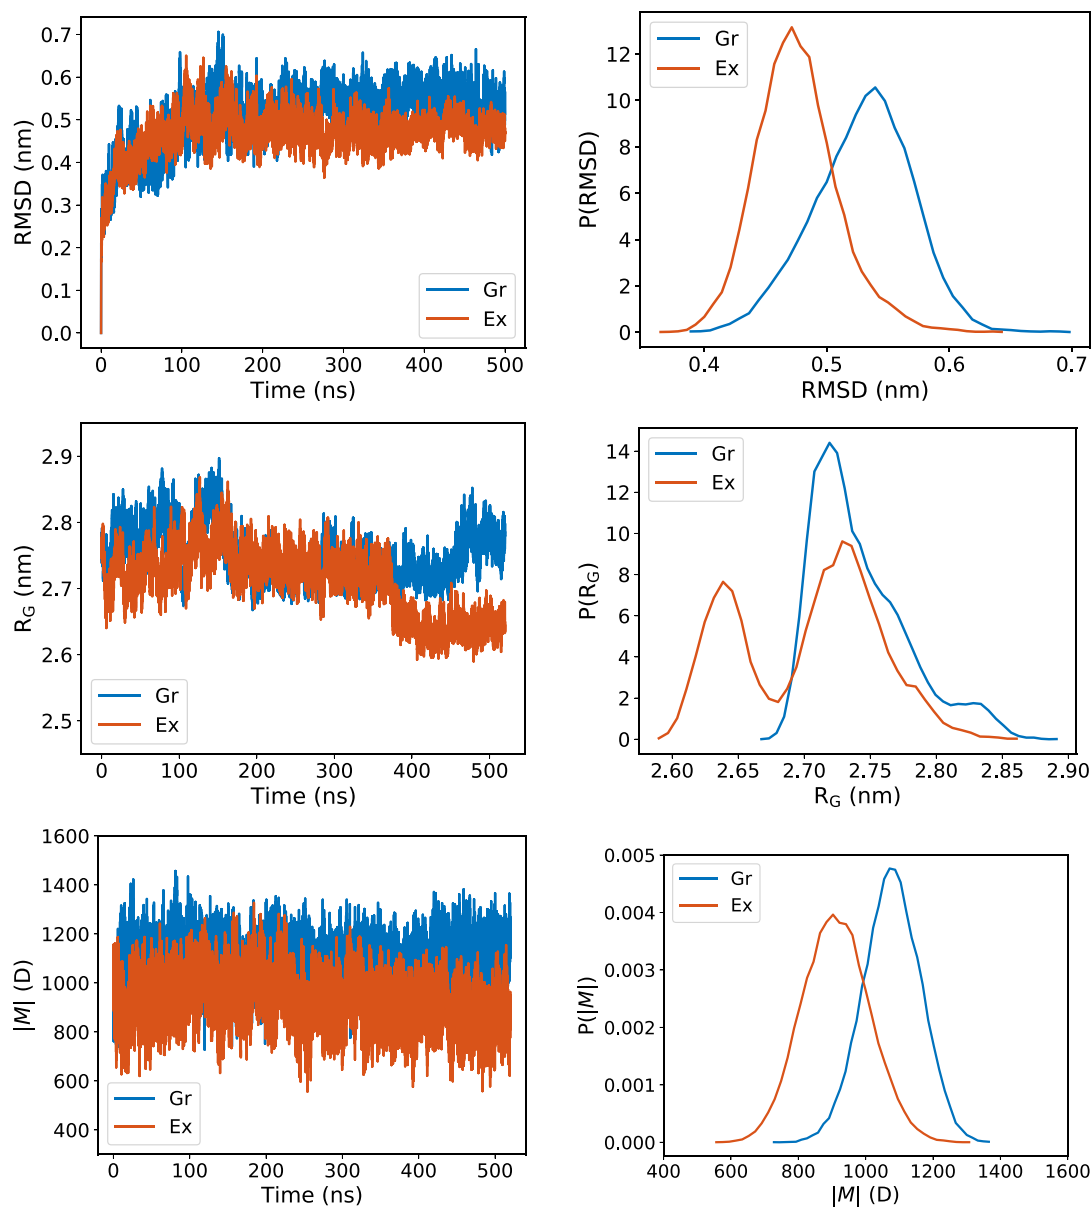 0.7
0.6
0.5
0.4
0.3
0.2
0.1
0.0
RMSD (nm)
Gr
Ex
0 100 200 300 400 500
Time (ns)
12
10
8
6
4
2
0
P(RMSD)
Gr
Ex
0.4 0.5 0.6 0.7
RMSD (nm)
2.9
2.8
2.7
2.6
2.5
R_G (nm)
Gr
Ex
0 100 200 300 400 500
Time (ns)
14
12
10
8
6
4
2
0
P(R_G)
Gr
Ex
2.60 2.65 2.70 2.75 2.80 2.85 2.90
R_G (nm)
1600
1400
1200
1000
800
600
400
|M| (D)
Gr
Ex
0 100 200 300 400 500
Time (ns)
0.005
0.004
0.003
0.002
0.001
0.000
P(|M|)
Gr
Ex
400 600 800 1000 1200 1400 1600
|M| (D)